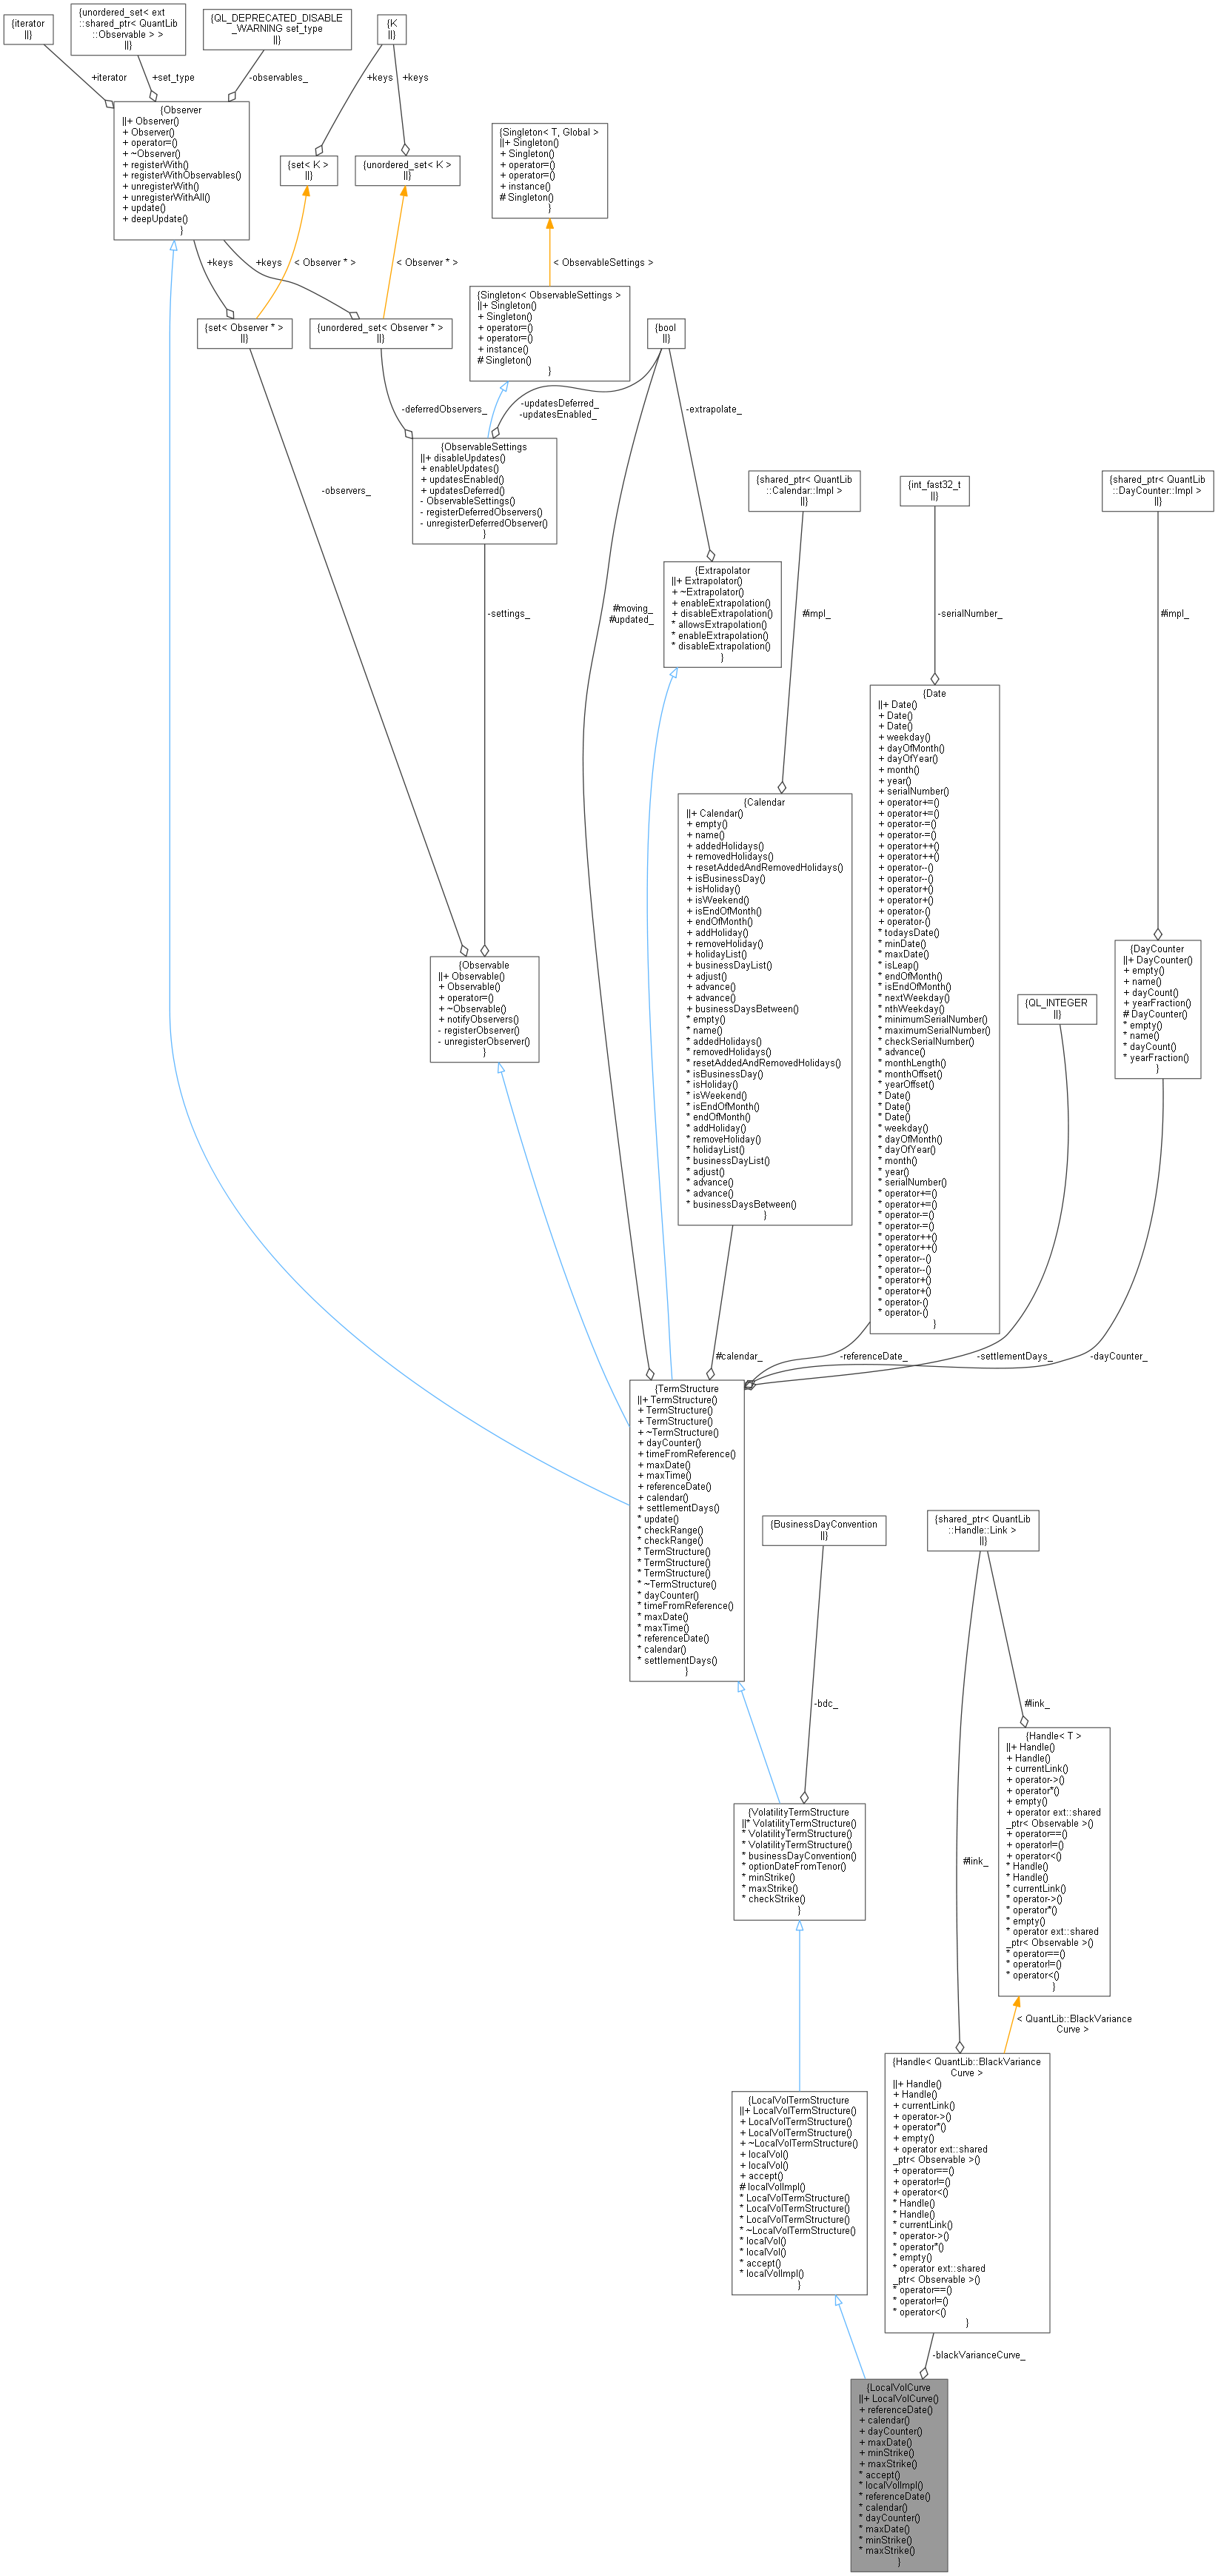 {iterator
||}
{unordered_set< ext
::shared_ptr< QuantLib
::Observable > >
||}
{QL_DEPRECATED_DISABLE
_WARNING set_type
||}
{K
||}
+iterator
+set_type
-observables_
+keys
+keys
{Observer
||+ Observer()
+ Observer()
+ operator=()
+ ~Observer()
+ registerWith()
+ registerWithObservables()
+ unregisterWith()
+ unregisterWithAll()
+ update()
+ deepUpdate()
}
{set< K >
||}
{unordered_set< K >
||}
{Singleton< T, Global >
||+ Singleton()
+ Singleton()
+ operator=()
+ operator=()
+ instance()
# Singleton()
}
+keys
+keys
< Observer * >
< Observer * >
< ObservableSettings >
{set< Observer * >
||}
{unordered_set< Observer * >
||}
{Singleton< ObservableSettings >
||+ Singleton()
+ Singleton()
+ operator=()
+ operator=()
+ instance()
# Singleton()
}
{bool
||}
-deferredObservers_
-updatesDeferred_
-updatesEnabled_
-extrapolate_
{ObservableSettings
||+ disableUpdates()
+ enableUpdates()
+ updatesEnabled()
+ updatesDeferred()
- ObservableSettings()
- registerDeferredObservers()
- unregisterDeferredObserver()
}
-observers_
{shared_ptr< QuantLib
::Calendar::Impl >
||}
{int_fast32_t
||}
{shared_ptr< QuantLib
::DayCounter::Impl >
||}
{Extrapolator
||+ Extrapolator()
+ ~Extrapolator()
+ enableExtrapolation()
+ disableExtrapolation()
* allowsExtrapolation()
* enableExtrapolation()
* disableExtrapolation()
}
-settings_
#moving_
#updated_
#impl_
-serialNumber_
#impl_
{Date
||+ Date()
+ Date()
+ Date()
+ weekday()
+ dayOfMonth()
+ dayOfYear()
+ month()
+ year()
+ serialNumber()
+ operator+=()
+ operator+=()
+ operator-=()
+ operator-=()
+ operator++()
+ operator++()
+ operator--()
+ operator--()
+ operator+()
+ operator+()
+ operator-()
+ operator-()
* todaysDate()
* minDate()
* maxDate()
* isLeap()
* endOfMonth()
* isEndOfMonth()
* nextWeekday()
* nthWeekday()
* minimumSerialNumber()
* maximumSerialNumber()
* checkSerialNumber()
* advance()
* monthLength()
* monthOffset()
* yearOffset()
* Date()
* Date()
* Date()
* weekday()
* dayOfMonth()
* dayOfYear()
* month()
* year()
* serialNumber()
* operator+=()
* operator+=()
* operator-=()
* operator-=()
* operator++()
* operator++()
* operator--()
* operator--()
* operator+()
* operator+()
* operator-()
* operator-()
}
{Calendar
||+ Calendar()
+ empty()
+ name()
+ addedHolidays()
+ removedHolidays()
+ resetAddedAndRemovedHolidays()
+ isBusinessDay()
+ isHoliday()
+ isWeekend()
+ isEndOfMonth()
+ endOfMonth()
+ addHoliday()
+ removeHoliday()
+ holidayList()
+ businessDayList()
+ adjust()
+ advance()
+ advance()
+ businessDaysBetween()
* empty()
* name()
* addedHolidays()
* removedHolidays()
* resetAddedAndRemovedHolidays()
* isBusinessDay()
* isHoliday()
* isWeekend()
* isEndOfMonth()
* endOfMonth()
* addHoliday()
* removeHoliday()
* holidayList()
* businessDayList()
* adjust()
* advance()
* advance()
* businessDaysBetween()
}
{Observable
||+ Observable()
+ Observable()
+ operator=()
+ ~Observable()
+ notifyObservers()
- registerObserver()
- unregisterObserver()
}
{QL_INTEGER
||}
{DayCounter
||+ DayCounter()
+ empty()
+ name()
+ dayCount()
+ yearFraction()
# DayCounter()
* empty()
* name()
* dayCount()
* yearFraction()
}
#calendar_
-referenceDate_
-settlementDays_
-dayCounter_
{TermStructure
||+ TermStructure()
+ TermStructure()
+ TermStructure()
+ ~TermStructure()
+ dayCounter()
+ timeFromReference()
+ maxDate()
+ maxTime()
+ referenceDate()
+ calendar()
+ settlementDays()
* update()
* checkRange()
* checkRange()
* TermStructure()
* TermStructure()
* TermStructure()
* ~TermStructure()
* dayCounter()
* timeFromReference()
* maxDate()
* maxTime()
* referenceDate()
* calendar()
* settlementDays()
}
{BusinessDayConvention
||}
{shared_ptr< QuantLib
::Handle::Link >
||}
-bdc_
#link_
{Handle< T >
||+ Handle()
+ Handle()
+ currentLink()
+ operator->()
+ operator*()
+ empty()
+ operator ext::shared
_ptr< Observable >()
+ operator==()
+ operator!=()
+ operator<()
* Handle()
* Handle()
* currentLink()
* operator->()
* operator*()
* empty()
* operator ext::shared
_ptr< Observable >()
* operator==()
* operator!=()
* operator<()
}
{VolatilityTermStructure
||* VolatilityTermStructure()
* VolatilityTermStructure()
* VolatilityTermStructure()
* businessDayConvention()
* optionDateFromTenor()
* minStrike()
* maxStrike()
* checkStrike()
}
#link_
< QuantLib::BlackVariance
Curve >
{Handle< QuantLib::BlackVariance
Curve >
||+ Handle()
+ Handle()
+ currentLink()
+ operator->()
+ operator*()
+ empty()
+ operator ext::shared
_ptr< Observable >()
+ operator==()
+ operator!=()
+ operator<()
* Handle()
* Handle()
* currentLink()
* operator->()
* operator*()
* empty()
* operator ext::shared
_ptr< Observable >()
* operator==()
* operator!=()
* operator<()
}
{LocalVolTermStructure
||+ LocalVolTermStructure()
+ LocalVolTermStructure()
+ LocalVolTermStructure()
+ ~LocalVolTermStructure()
+ localVol()
+ localVol()
+ accept()
# localVolImpl()
* LocalVolTermStructure()
* LocalVolTermStructure()
* LocalVolTermStructure()
* ~LocalVolTermStructure()
* localVol()
* localVol()
* accept()
* localVolImpl()
}
-blackVarianceCurve_
{LocalVolCurve
||+ LocalVolCurve()
+ referenceDate()
+ calendar()
+ dayCounter()
+ maxDate()
+ minStrike()
+ maxStrike()
* accept()
* localVolImpl()
* referenceDate()
* calendar()
* dayCounter()
* maxDate()
* minStrike()
* maxStrike()
}